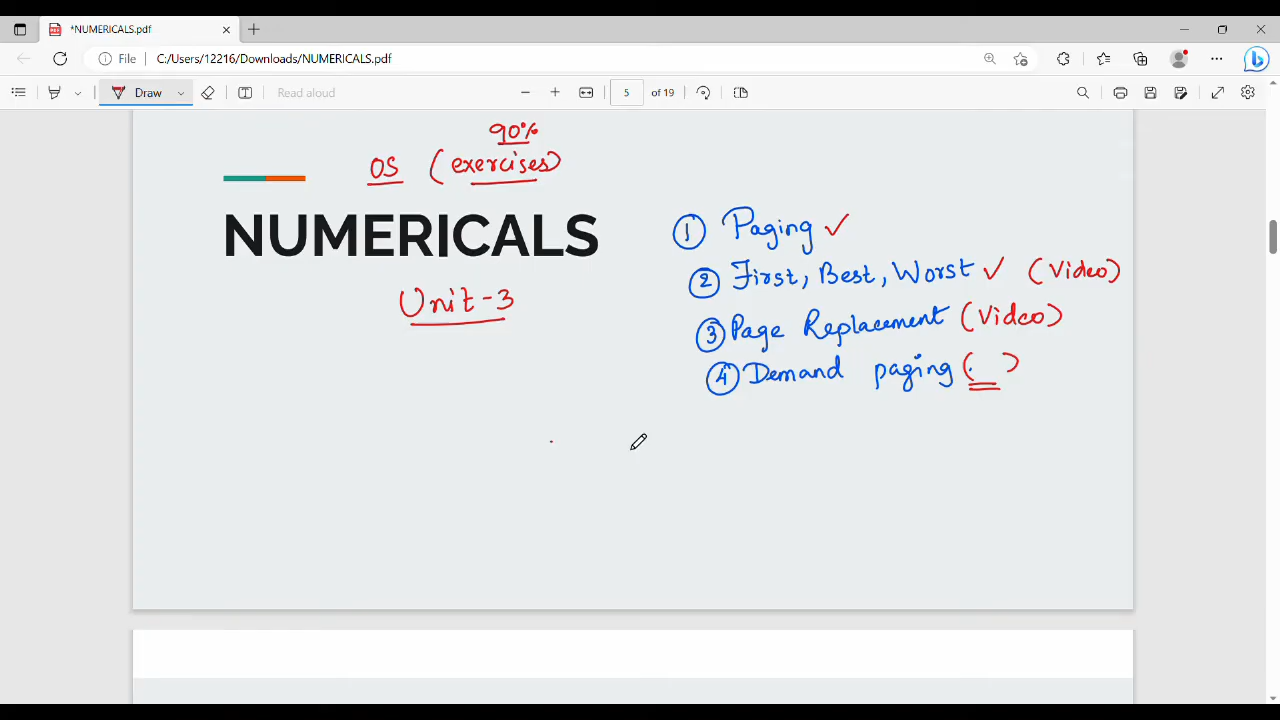 *NUMERICALS.pdf
File C:/Users/12216/Downloads/NUMERICALS.pdf
Draw Read aloud 5 of 19
90%
OS (exercises)
NUMERICALS
Unit-3
① Paging ✓
② First, Best, Worst ✓ (Video)
③ Page Replacement (Video)
④ Demand paging ( )